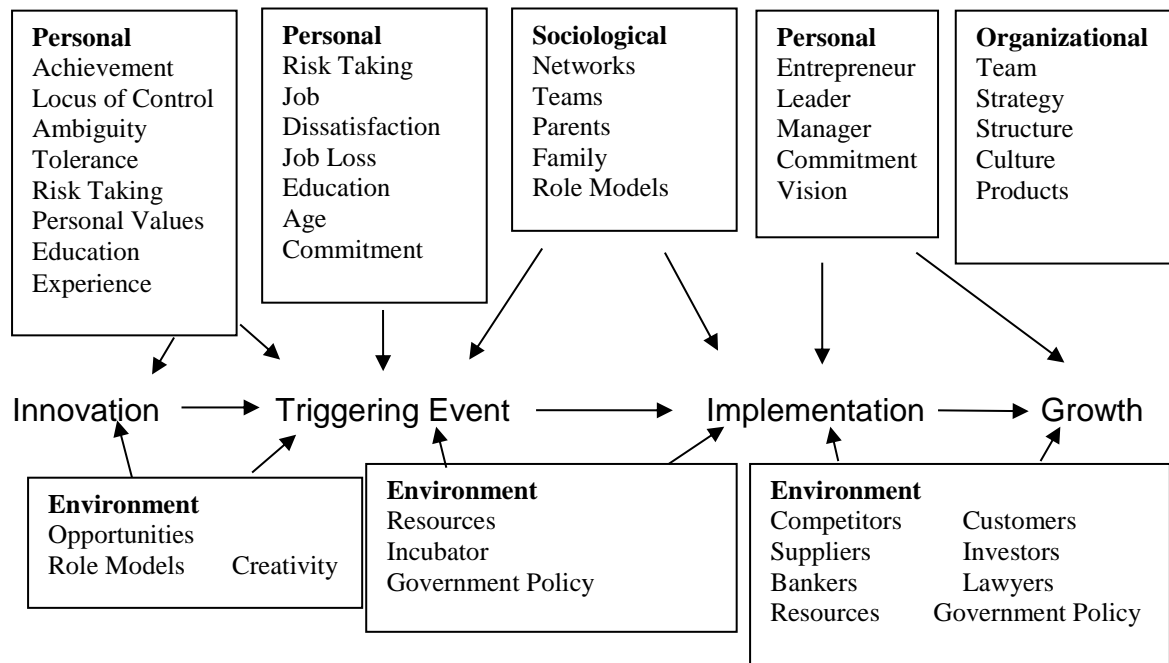 Personal
Achievement
Locus of Control
Ambiguity
Tolerance
Risk Taking
Personal Values
Education
Experience
Personal
Risk Taking
Job
Dissatisfaction
Job Loss
Education
Age
Commitment
Sociological
Networks
Teams
Parents
Family
Role Models
Personal
Entrepreneur
Leader
Manager
Commitment
Vision
Organizational
Team
Strategy
Structure
Culture
Products
Innovation
Triggering Event
Implementation
Growth
Environment
Opportunities
Role Models Creativity
Environment
Resources
Incubator
Government Policy
Environment
Competitors Customers
Suppliers Investors
Bankers Lawyers
Resources Government Policy